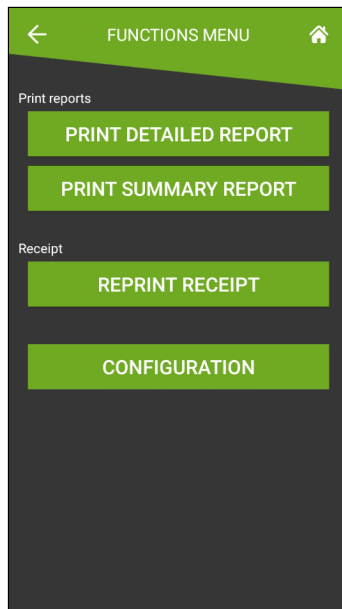 FUNCTIONS MENU
Print reports
PRINT DETAILED REPORT
PRINT SUMMARY REPORT
Receipt
REPRINT RECEIPT
CONFIGURATION